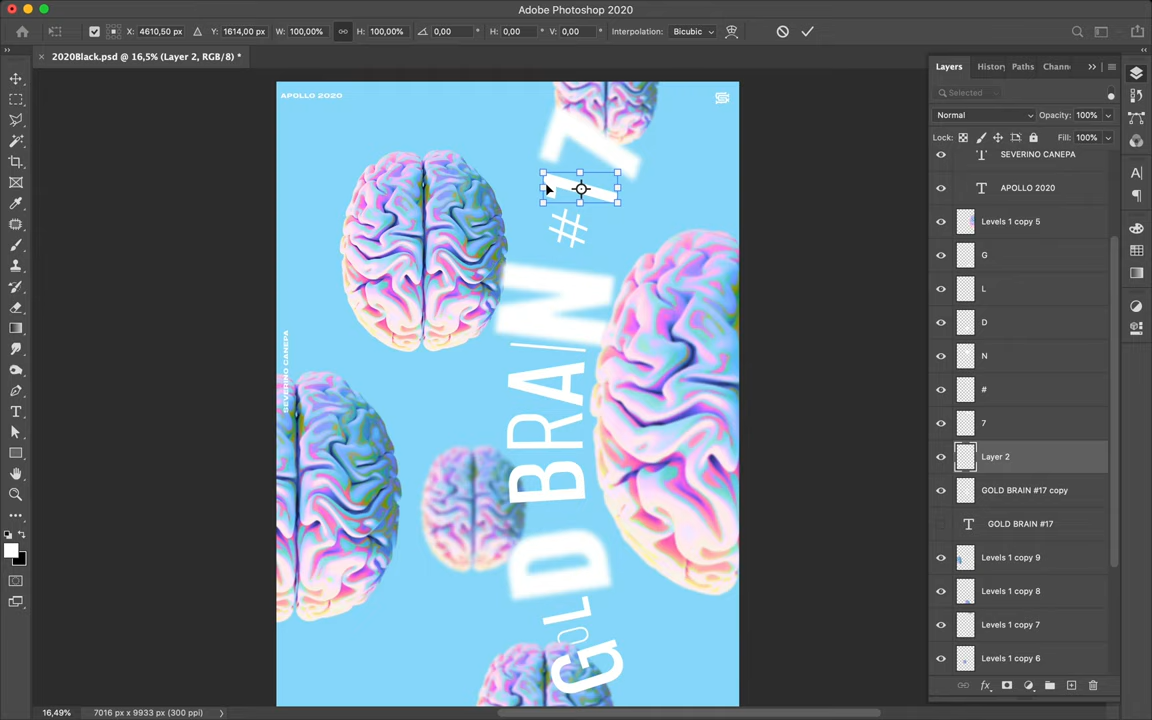 Adobe Photoshop 2020
X: 4610,50 px
Y: 1614,00 px
W: 100,00%
H: 100,00%
0,00
H: 0,00
V: 0,00
Interpolation: Bicubic
2020Black.psd @ 16,5% (Layer 2, RGB/8) *
APOLLO 2020
#17
GOLD BRAIN
SEVERINO CANEPA
Layers
History
Paths
Chann
Selected
Normal
Opacity: 100%
Lock:
Fill: 100%
SEVERINO CANEPA
APOLLO 2020
Levels 1 copy 5
G
L
D
N
#
7
Layer 2
GOLD BRAIN #17 copy
GOLD BRAIN #17
Levels 1 copy 9
Levels 1 copy 8
Levels 1 copy 7
Levels 1 copy 6
16,49%
7016 px x 9933 px (300 ppi)